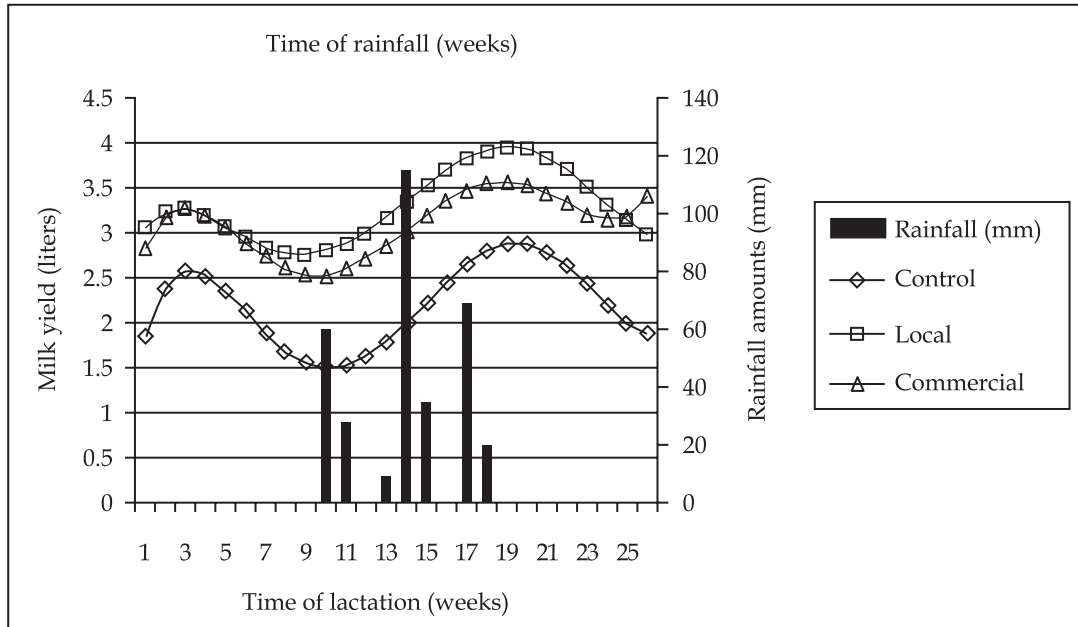 Time of rainfall (weeks)
4.5
4
3.5
3
2.5
2
1.5
1
0.5
0
Milk yield (liters)
140
120
100
80
60
40
20
0
Rainfall amounts (mm)
1 3 5 7 9 11 13 15 17 19 21 23 25
Time of lactation (weeks)
Rainfall (mm)
Control
Local
Commercial